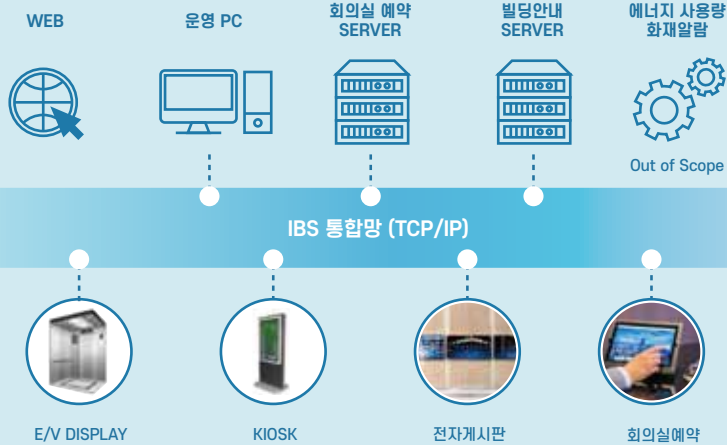 WEB
운영 PC
회의실 예약
SERVER
빌딩안내
SERVER
에너지 사용량
화재알람
Out of Scope
IBS 통합망 (TCP/IP)
E/V DISPLAY
KIOSK
전자게시판
회의실예약